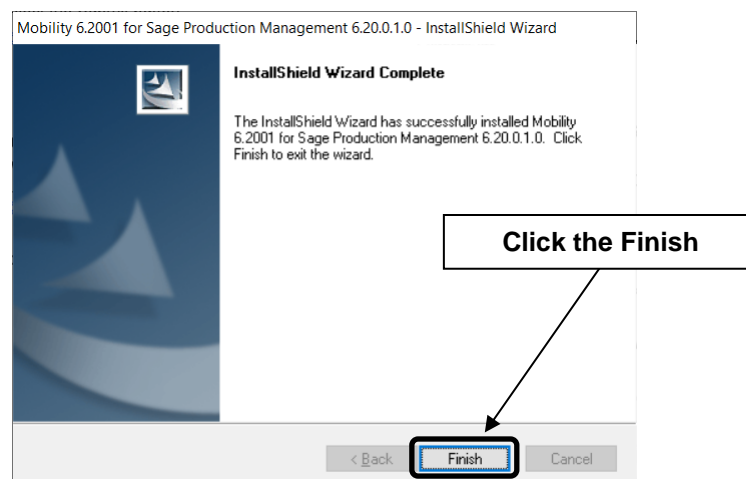 Mobility 6.2001 for Sage Production Management 6.20.0.1.0 - InstallShield Wizard
InstallShield Wizard Complete
The InstallShield Wizard has successfully installed Mobility
6.2001 for Sage Production Management 6.20.0.1.0. Click
Finish to exit the wizard.
Click the Finish
< Back
Finish
Cancel